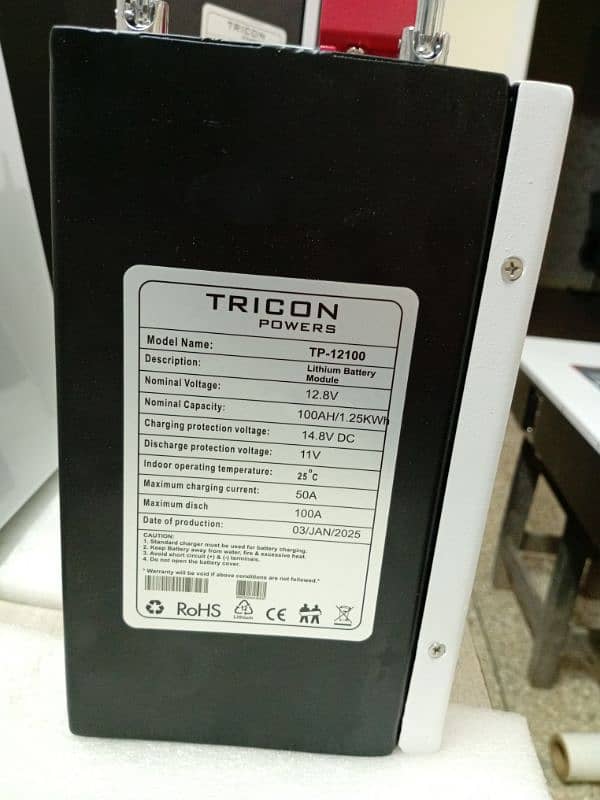 TRICON
TRICON
POWERS
Model Name: TP-12100
Description: Lithium Battery
Module
Nominal Voltage: 12.8V
Nominal Capacity: 100AH/1.25KWh
Charging protection voltage: 14.8V DC
Discharge protection voltage: 11V
Indoor operating temperature: 25°C
Maximum charging current: 50A
Maximum disch 100A
Date of production: 03/JAN/2025
CAUTION:
1. Standard charger must be used for battery charging.
2. Keep Battery away from water, fire & excessive heat.
3. Avoid short circuit (+) & (-) terminals.
4. Do not open the battery cover.
* Warranty will be void if above conditions are not followed.*
RoHS
Lithium
CE